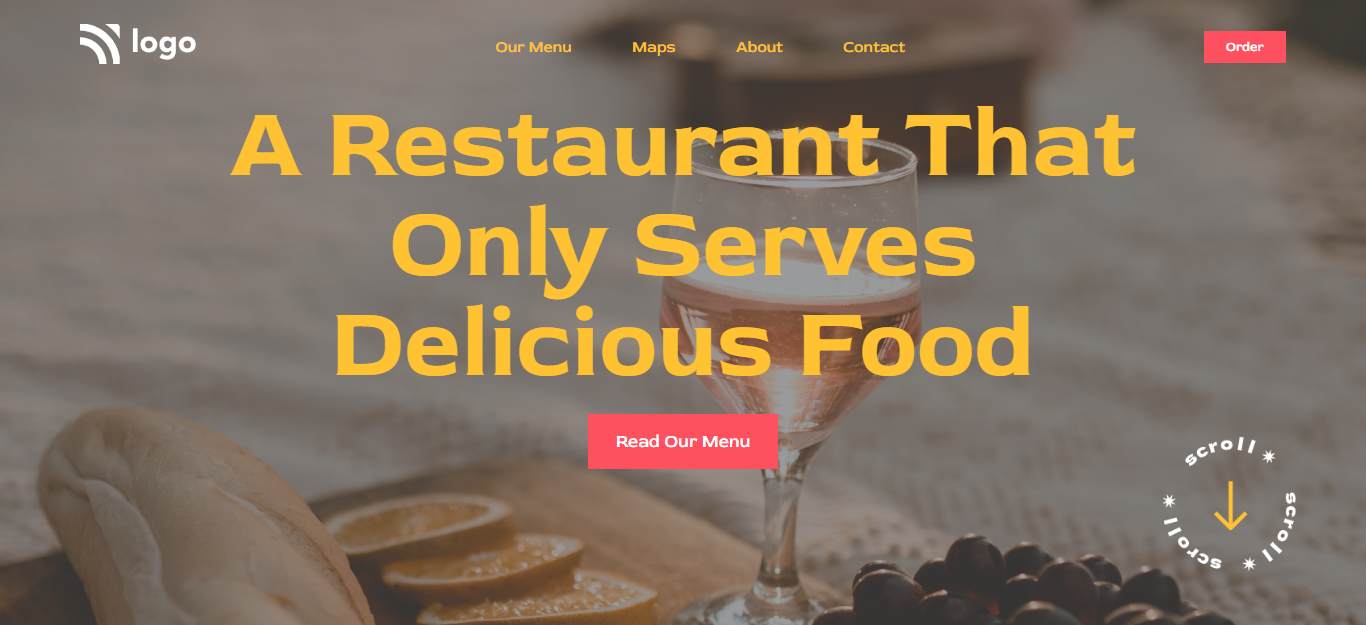 logo
Our Menu
Maps
About
Contact
Order
A Restaurant That
Only Serves
Delicious Food
Read Our Menu
scroll
scroll
scroll
scroll